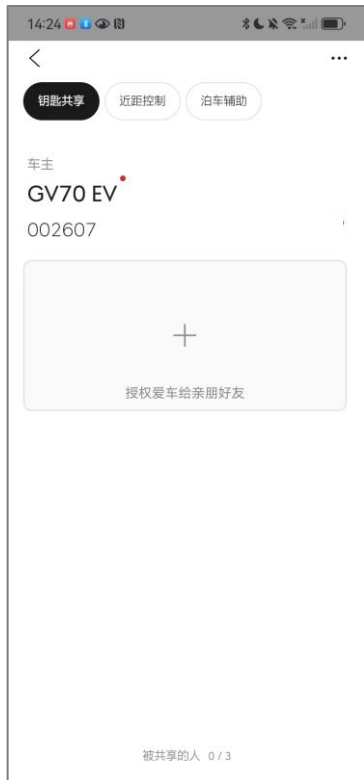 14:24
钥匙共享 近距控制 泊车辅助
车主
GV70 EV
002607
授权爱车给亲朋好友
被共享的人 0 / 3